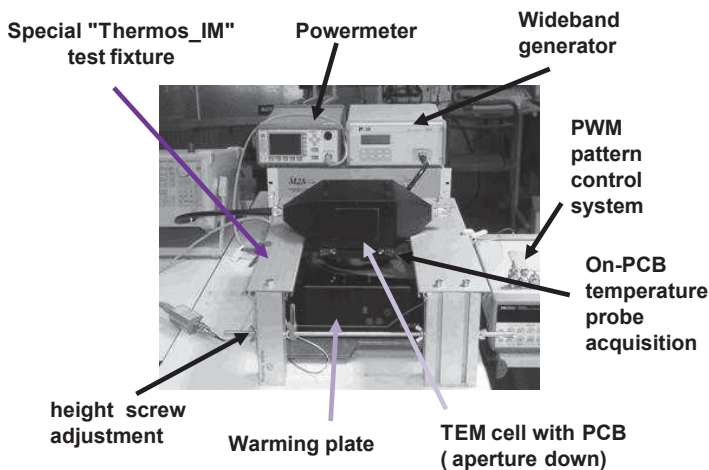 Special "Thermos_IM"
test fixture
Powermeter
Wideband
generator
PWM
pattern
control
system
On-PCB
temperature
probe
acquisition
height screw
adjustment
Warming plate
TEM cell with PCB
( aperture down)